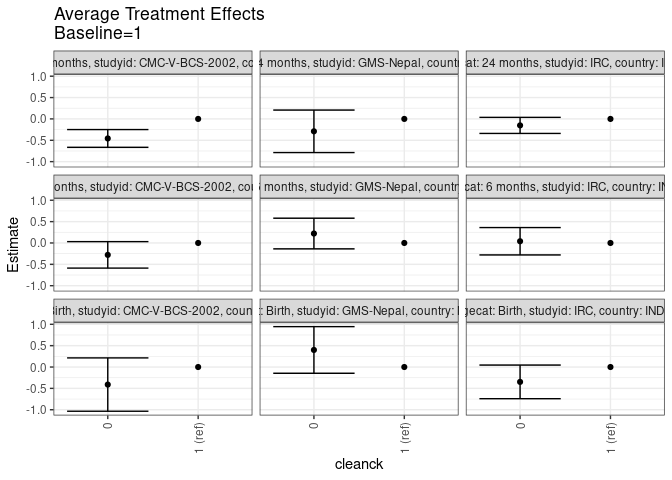 Average Treatment Effects
Baseline=1
months, studyid: CMC-V-BCS-2002, co
4 months, studyid: GMS-Nepal, count
cat: 24 months, studyid: IRC, country: I
1.0
0.5
0.0
-0.5
-1.0
onths, studyid: CMC-V-BCS-2002, cou
months, studyid: GMS-Nepal, country
cat: 6 months, studyid: IRC, country: IN
1.0
0.5
0.0
-0.5
-1.0
Birth, studyid: CMC-V-BCS-2002, coun
t: Birth, studyid: GMS-Nepal, country:
gecat: Birth, studyid: IRC, country: IND
1.0
0.5
0.0
-0.5
-1.0
Estimate
0
1 (ref)
0
1 (ref)
0
1 (ref)
cleanck